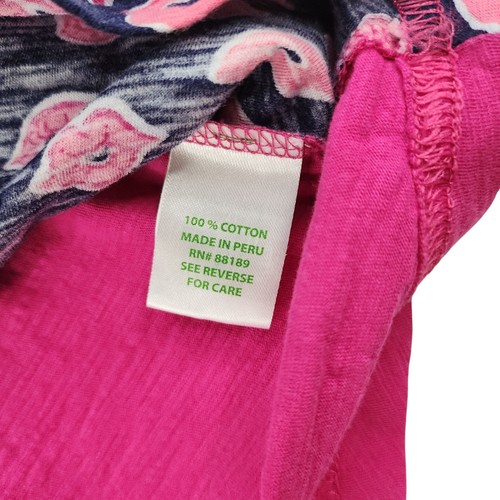 100 % COTTON
MADE IN PERU
RN# 88189
SEE REVERSE
FOR CARE